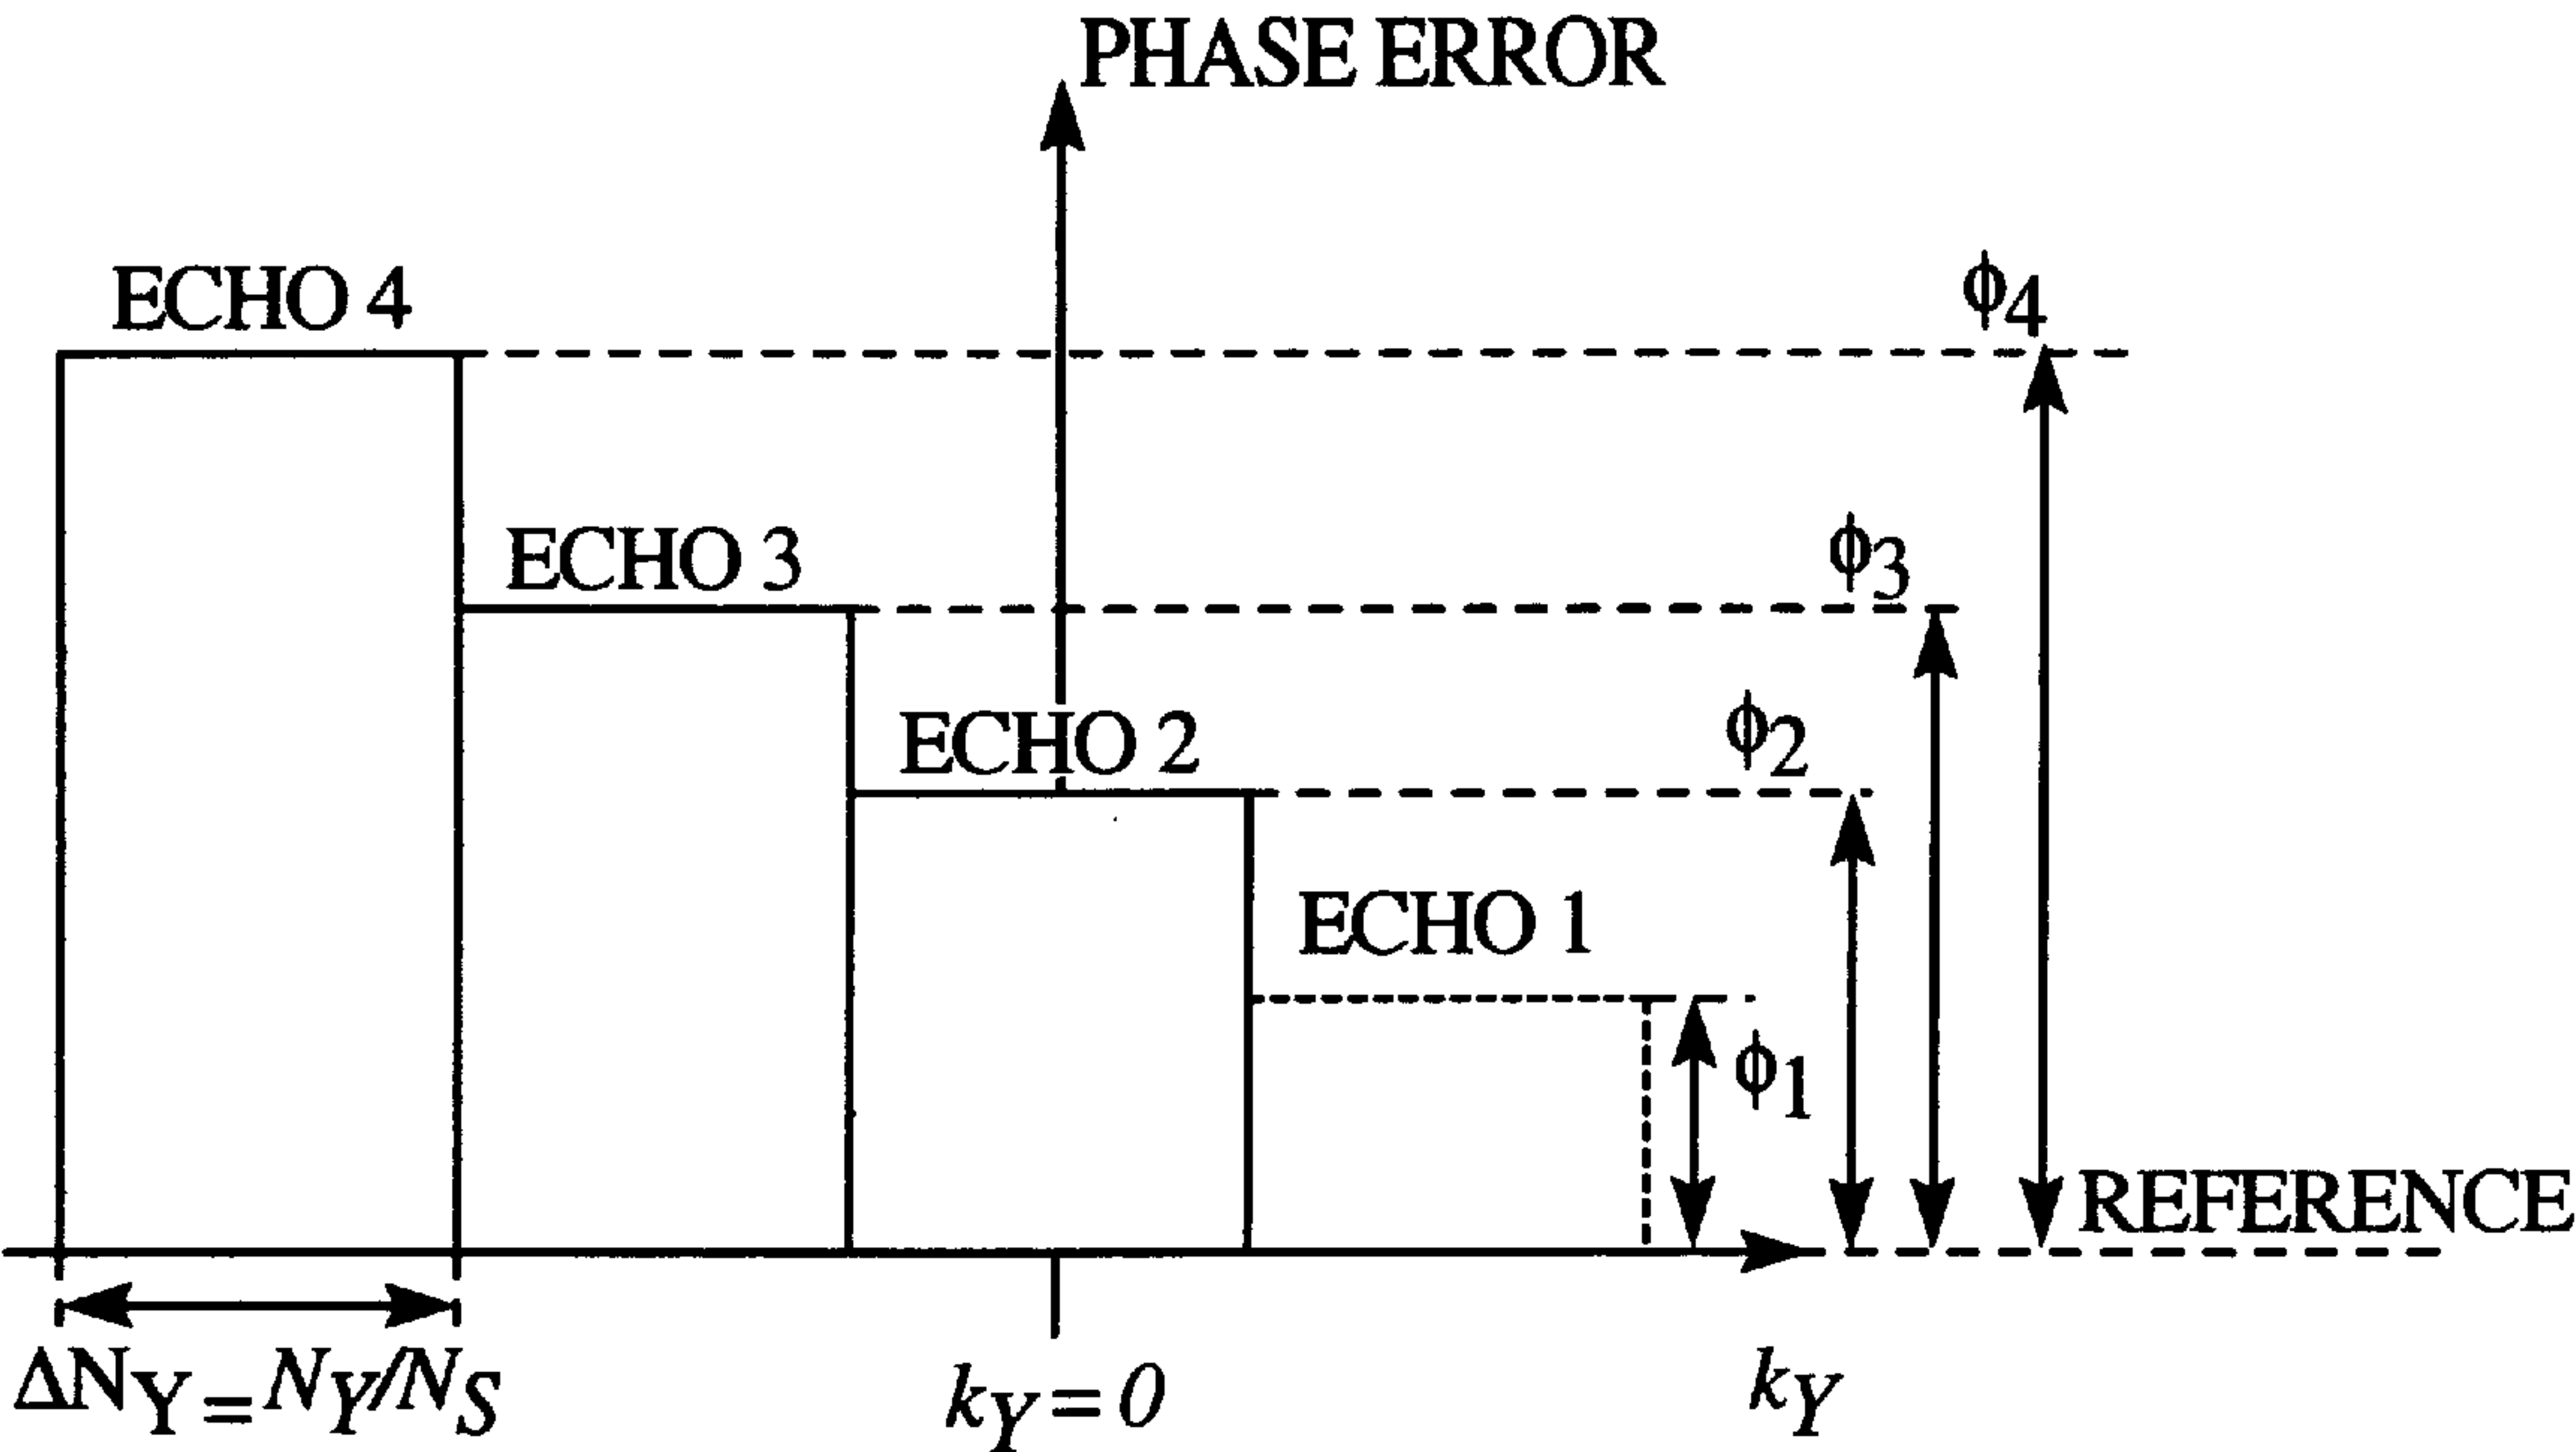 PHASE ERROR
ECHO 4
ϕ4
ECHO 3
ϕ3
ECHO 2
ϕ2
ECHO 1
ϕ1
REFERENCE
ΔNY = NY/NS
kY = 0
kY